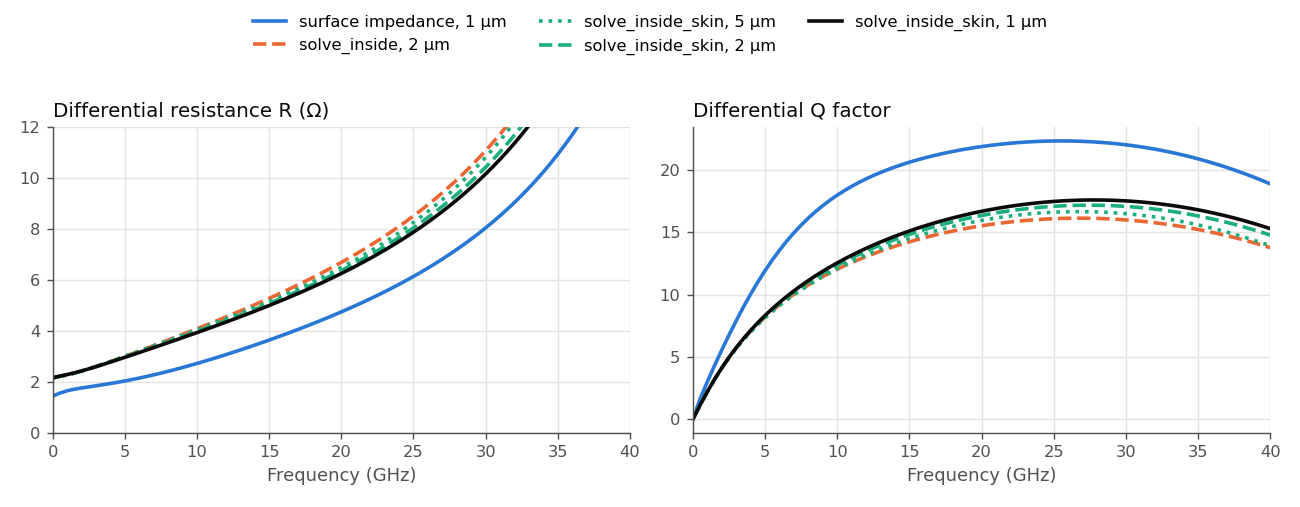 surface impedance, 1 μm
solve_inside, 2 μm
solve_inside_skin, 5 μm
solve_inside_skin, 2 μm
solve_inside_skin, 1 μm
Differential resistance R (Ω)
12
10
8
6
4
2
0
0 5 10 15 20 25 30 35 40
Frequency (GHz)
Differential Q factor
20
15
10
5
0
0 5 10 15 20 25 30 35 40
Frequency (GHz)